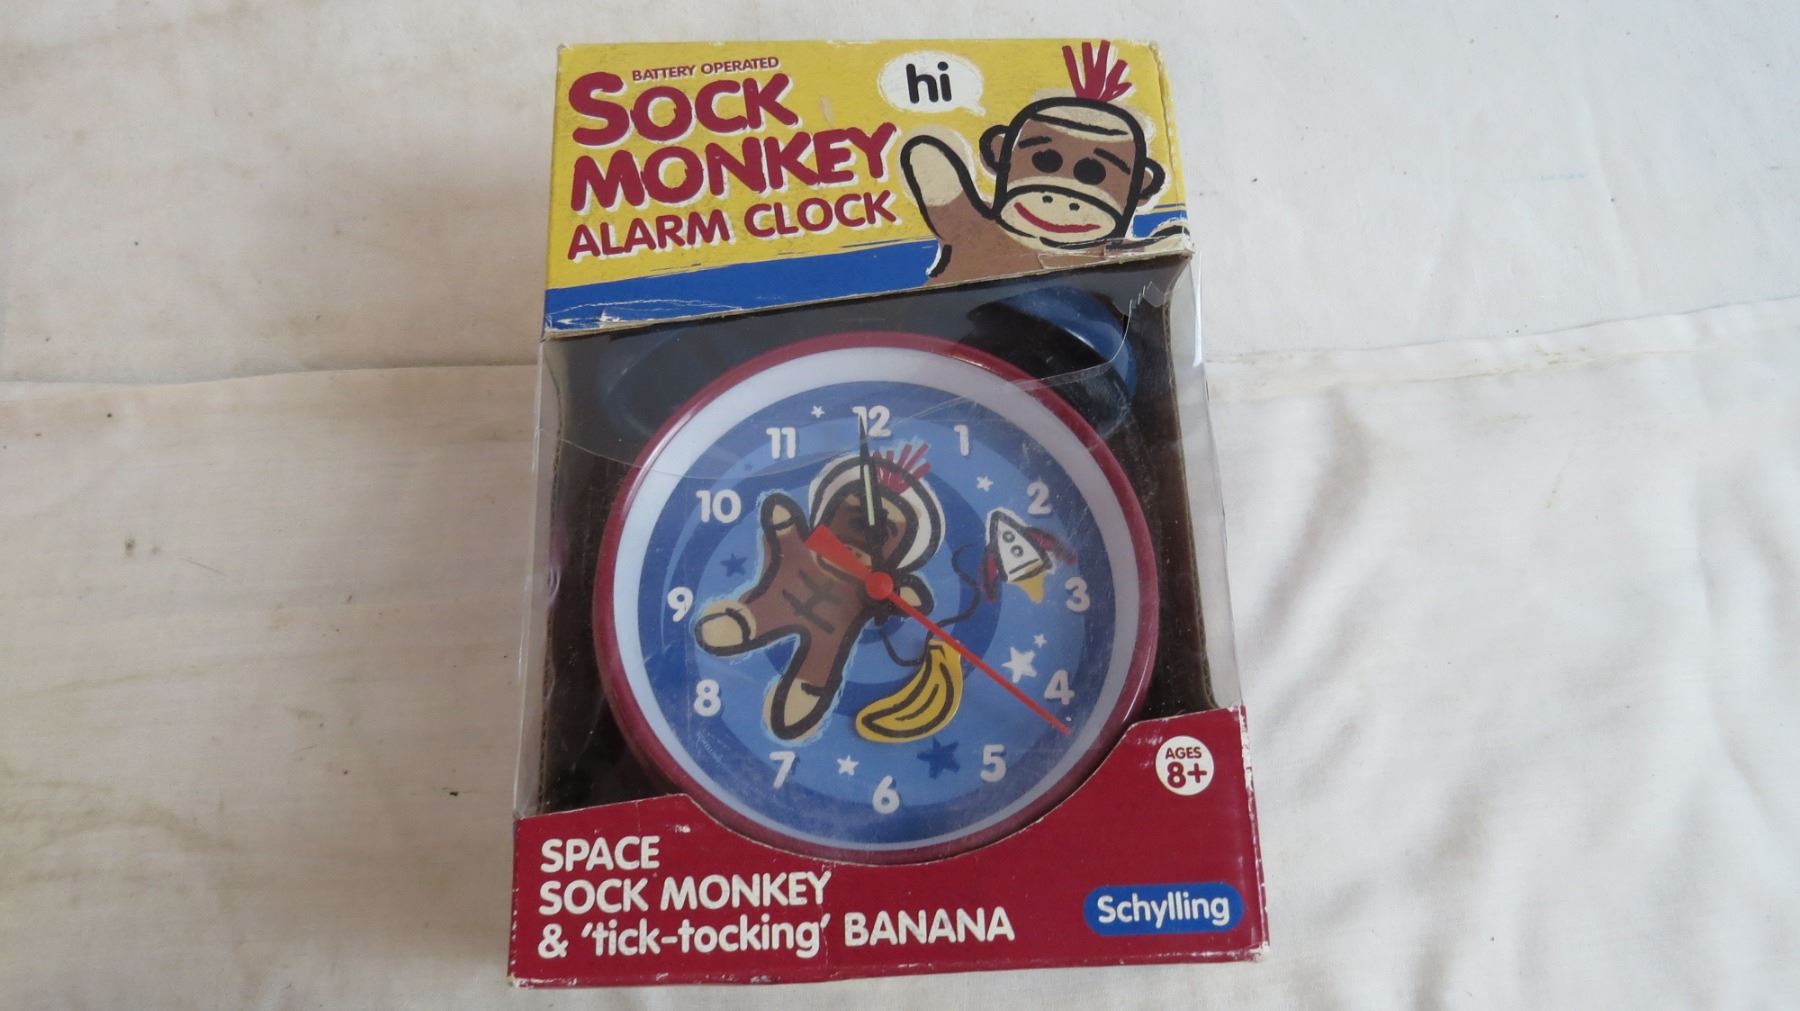 BATTERY OPERATED
SOCK
MONKEY
ALARM CLOCK
hi
12
1
2
3
4
5
6
7
8
9
10
11
AGES
8+
SPACE
SOCK MONKEY
& 'tick-tocking' BANANA
Schylling